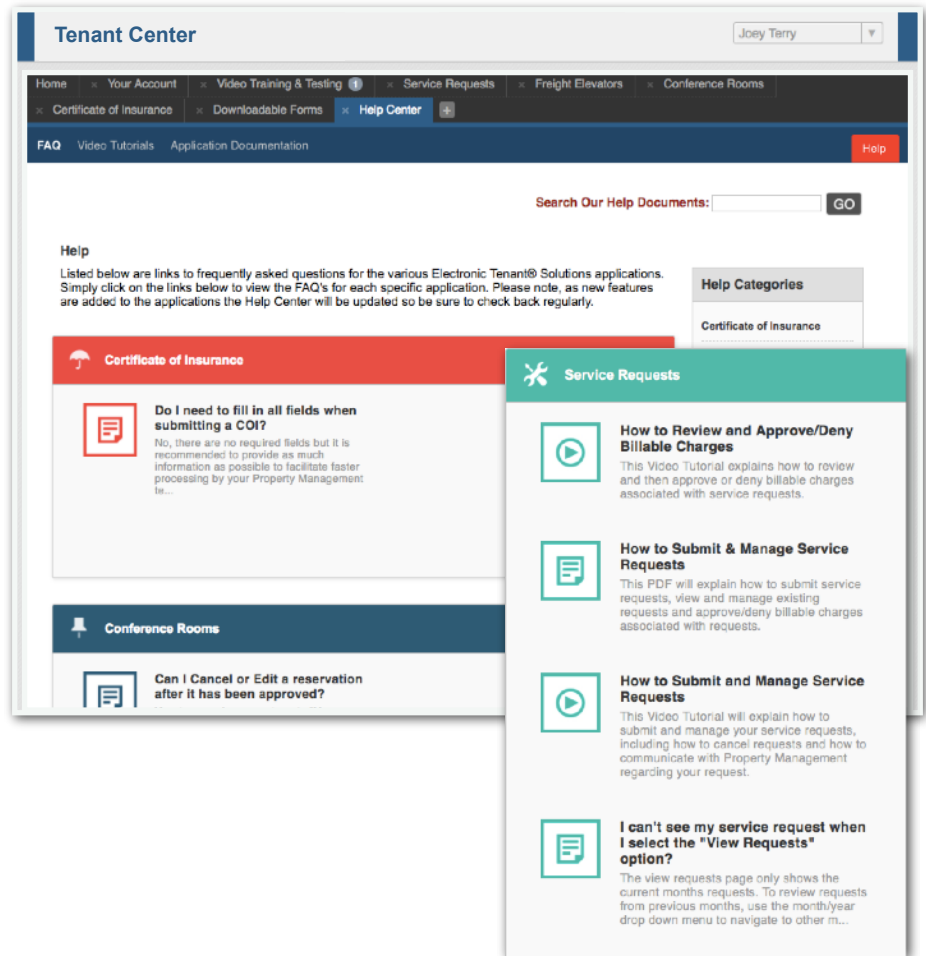 Tenant Center
Joey Terry
Home × Your Account × Video Training & Testing 1 × Service Requests × Freight Elevators × Conference Rooms
× Certificate of Insurance × Downloadable Forms × Help Center +
FAQ Video Tutorials Application Documentation
Help
Search Our Help Documents: GO
Help
Listed below are links to frequently asked questions for the various Electronic Tenant® Solutions applications.
Simply click on the links below to view the FAQ's for each specific application. Please note, as new features
are added to the applications the Help Center will be updated so be sure to check back regularly.
Help Categories
Certificate of Insurance
Certificate of Insurance
Do I need to fill in all fields when
submitting a COI?
No, there are no required fields but it is
recommended to provide as much
information as possible to facilitate faster
processing by your Property Management
te...
Conference Rooms
Can I Cancel or Edit a reservation
after it has been approved?
Service Requests
How to Review and Approve/Deny
Billable Charges
This Video Tutorial explains how to review
and then approve or deny billable charges
associated with service requests.
How to Submit & Manage Service
Requests
This PDF will explain how to submit service
requests, view and manage existing
requests and approve/deny billable charges
associated with requests.
How to Submit and Manage Service
Requests
This Video Tutorial will explain how to
submit and manage your service requests,
including how to cancel requests and how to
communicate with Property Management
regarding your request.
I can't see my service request when
I select the "View Requests"
option?
The view requests page only shows the
current months requests. To review requests
from previous months, use the month/year
drop down menu to navigate to other m...